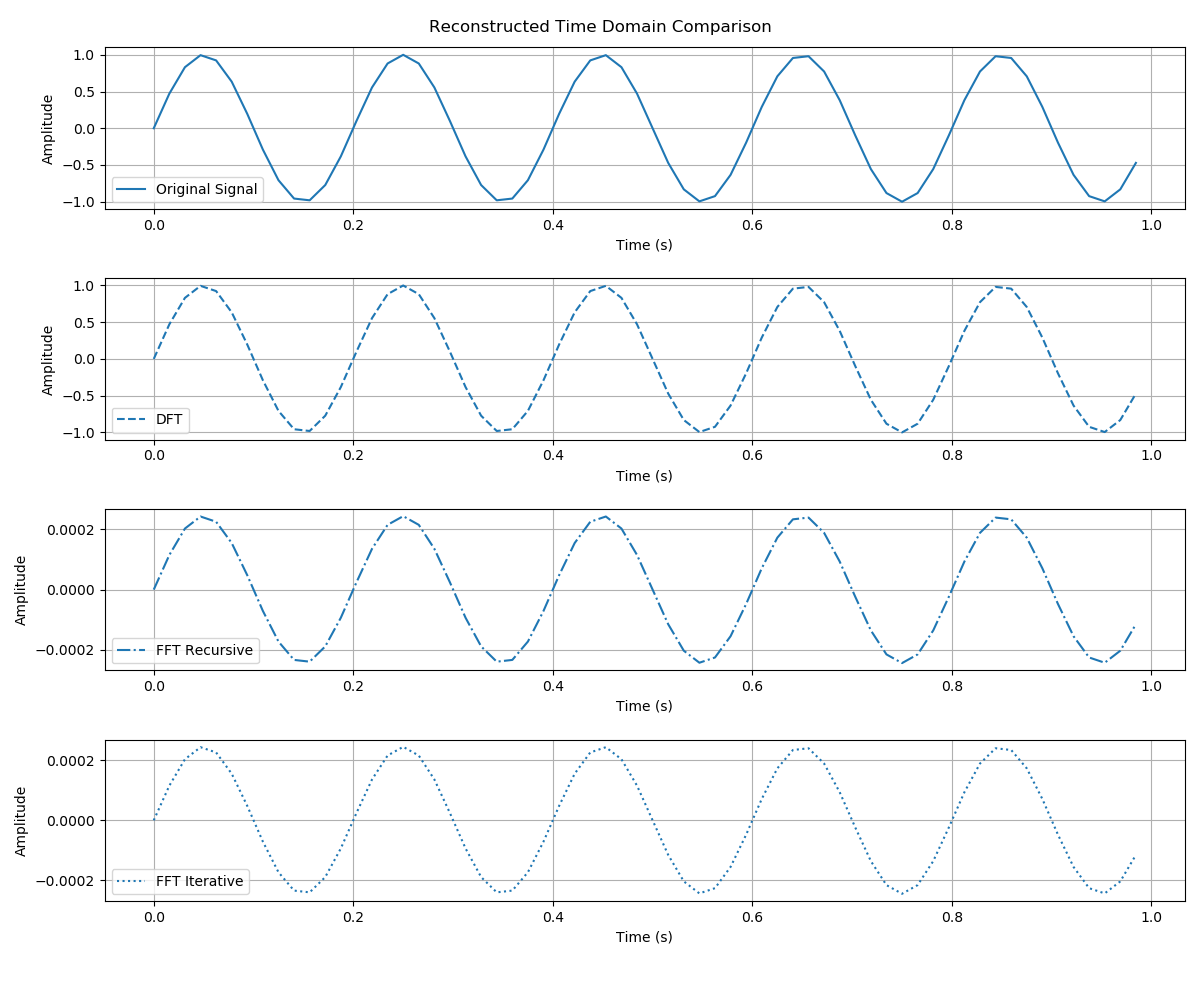 Reconstructed Time Domain Comparison
1.0
0.5
0.0
−0.5
−1.0
Amplitude
Original Signal
0.0 0.2 0.4 0.6 0.8 1.0
Time (s)
1.0
0.5
0.0
−0.5
−1.0
Amplitude
DFT
0.0 0.2 0.4 0.6 0.8 1.0
Time (s)
0.0002
0.0000
−0.0002
Amplitude
FFT Recursive
0.0 0.2 0.4 0.6 0.8 1.0
Time (s)
0.0002
0.0000
−0.0002
Amplitude
FFT Iterative
0.0 0.2 0.4 0.6 0.8 1.0
Time (s)